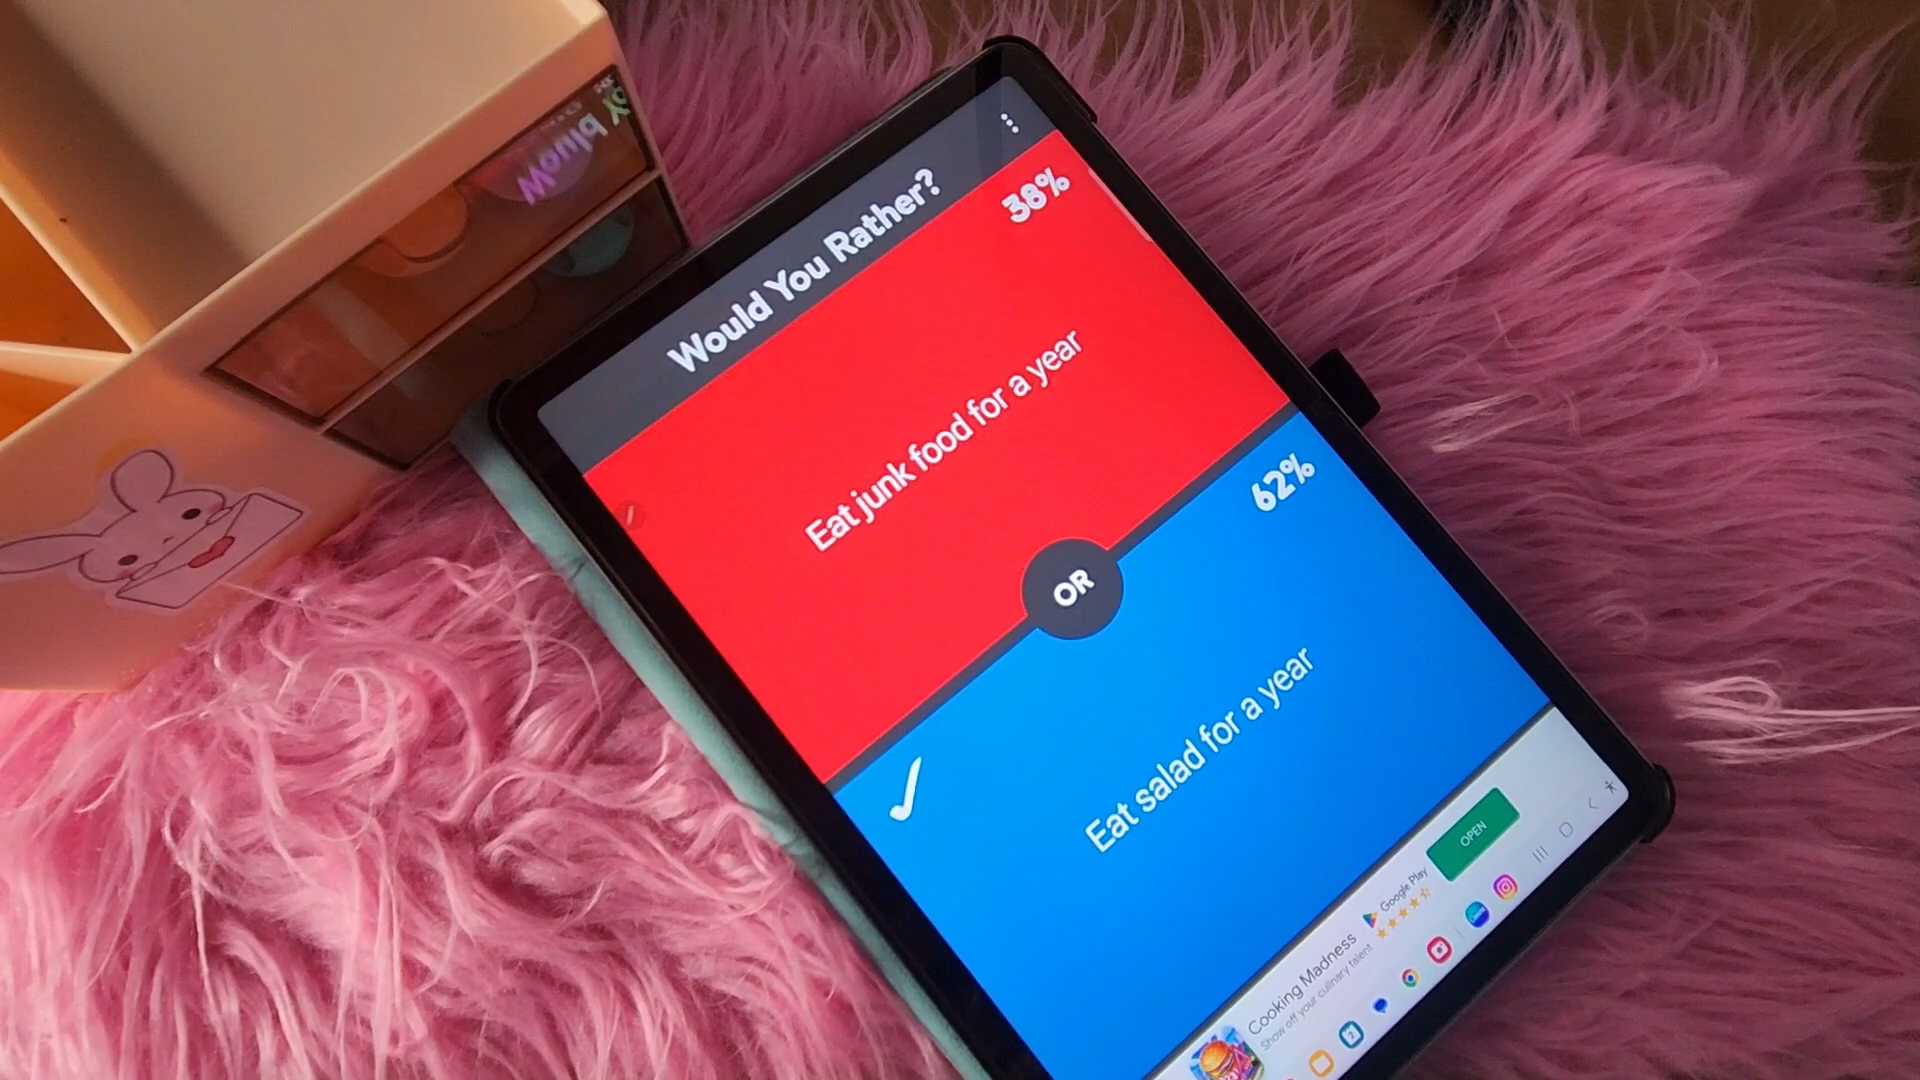 Would You Rather?
38%
Eat junk food for a year
OR
62%
Eat salad for a year
Cooking Madness
Show off your culinary talent
Google Play
OPEN
Would Y